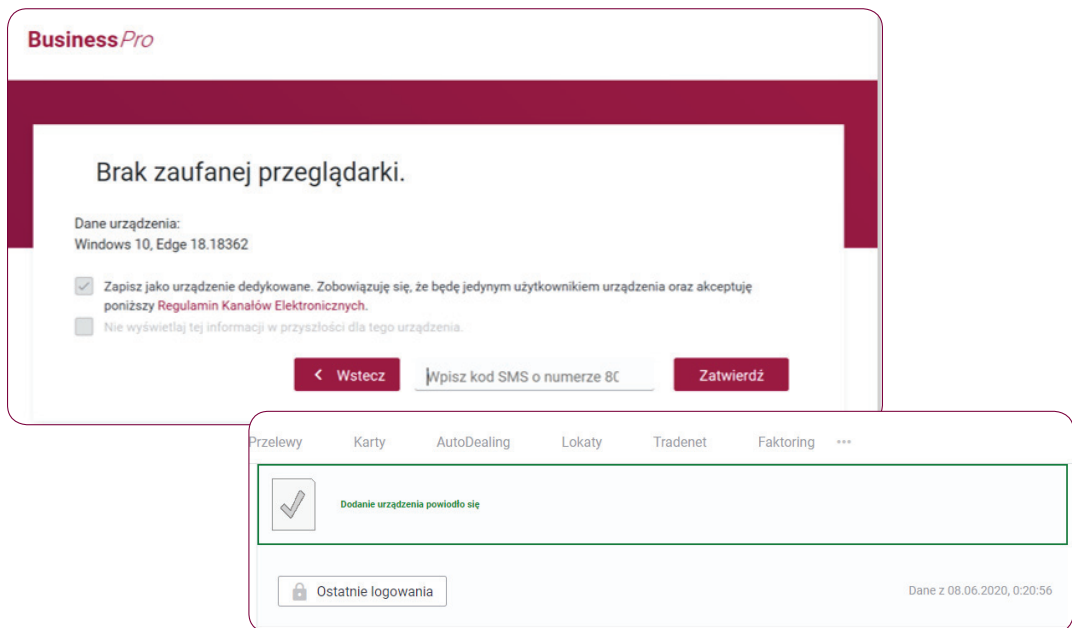 BusinessPro
Brak zaufanej przeglądarki.
Dane urządzenia:
Windows 10, Edge 18.18362
Zapisz jako urządzenie dedykowane. Zobowiązuję się, że będę jedynym użytkownikiem urządzenia oraz akceptuję
poniższy Regulamin Kanałów Elektronicznych.
Nie wyświetlaj tej informacji w przyszłości dla tego urządzenia.
Wstecz
Wpisz kod SMS o numerze 80
Zatwierdź
Przelewy Karty AutoDealing Lokaty Tradenet Faktoring •••
Dodanie urządzenia powiodło się
Ostatnie logowania
Dane z 08.06.2020, 0:20:56